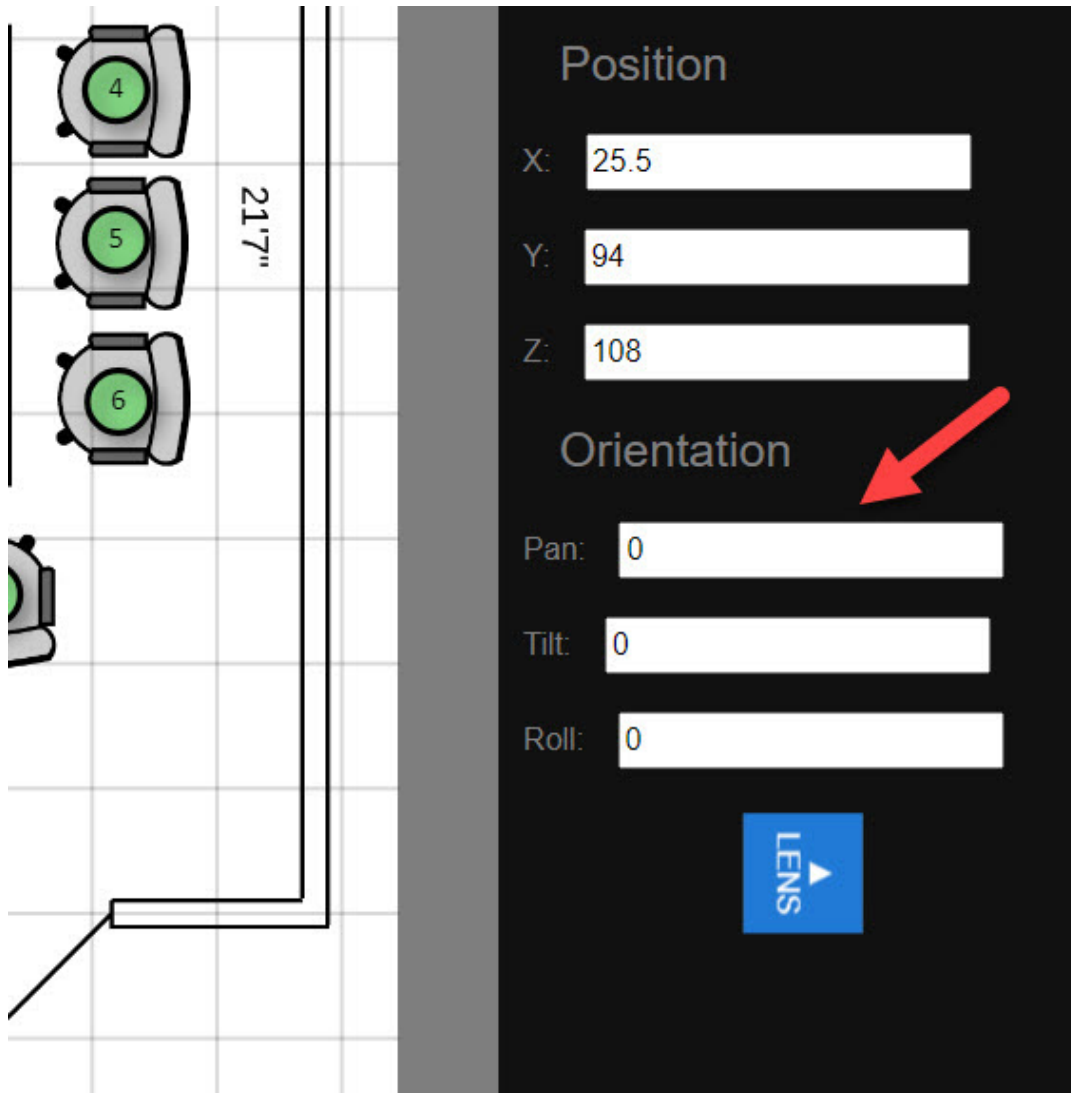 4
5
6
21'7"
Position
X: 25.5
Y: 94
Z: 108
Orientation
Pan: 0
Tilt: 0
Roll: 0
LENS